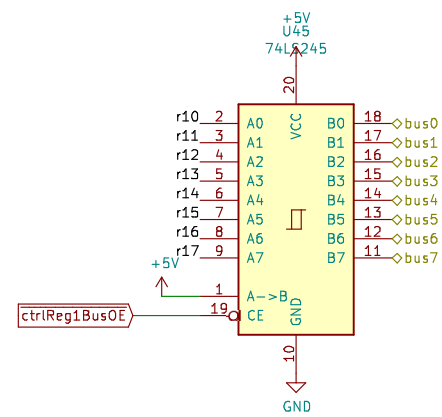 +5V
U45
74LS245
20
VCC
r10 2 A0 B0 18 bus0
r11 3 A1 B1 17 bus1
r12 4 A2 B2 16 bus2
r13 5 A3 B3 15 bus3
r14 6 A4 B4 14 bus4
r15 7 A5 B5 13 bus5
r16 8 A6 B6 12 bus6
r17 9 A7 B7 11 bus7
+5V
1 A->B
ctrlReg1BusOE 19 CE
GND
10
GND